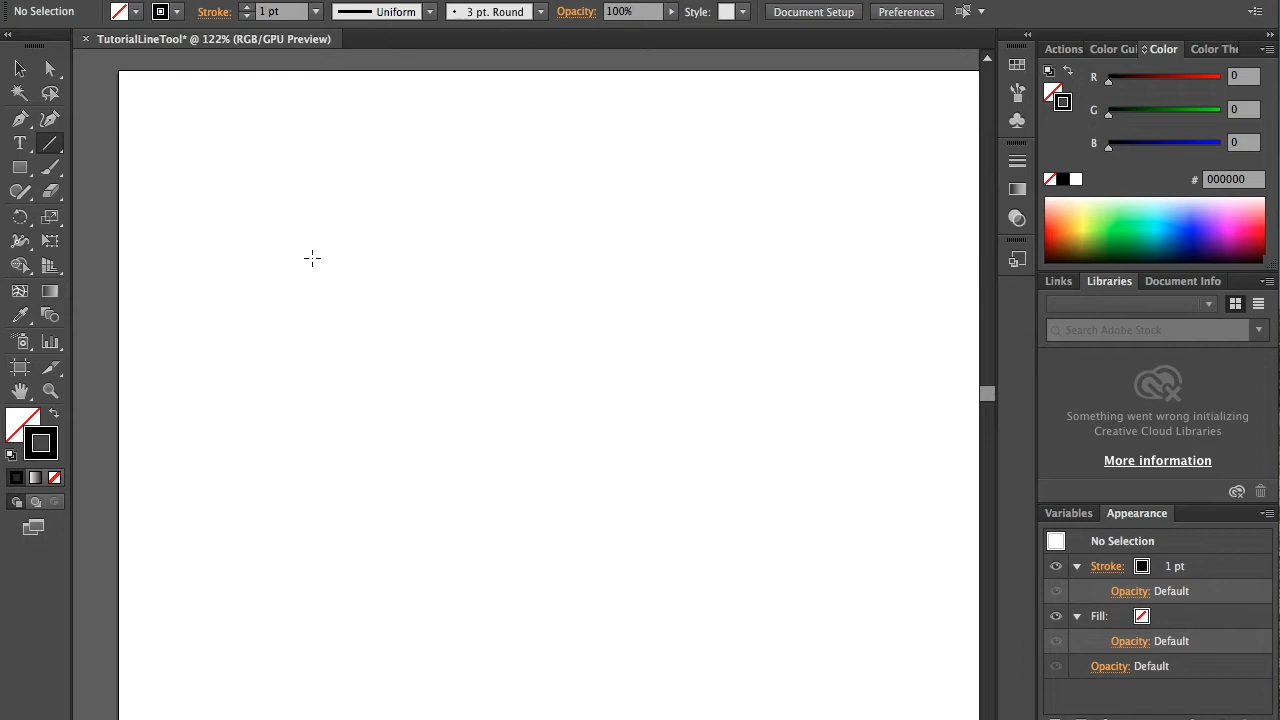 No Selection Stroke: 1 pt Uniform 3 pt. Round Opacity: 100% Style: Document Setup Preferences
× TutorialLineTool* @ 122% (RGB/GPU Preview)
Actions Color Gui Color The
R 0
G 0
B 0
# 000000
Links Libraries Document Info
Search Adobe Stock
Something went wrong initializing
Creative Cloud Libraries
More information
Variables Appearance
No Selection
Stroke: 1 pt
Opacity: Default
Fill:
Opacity: Default
Opacity: Default